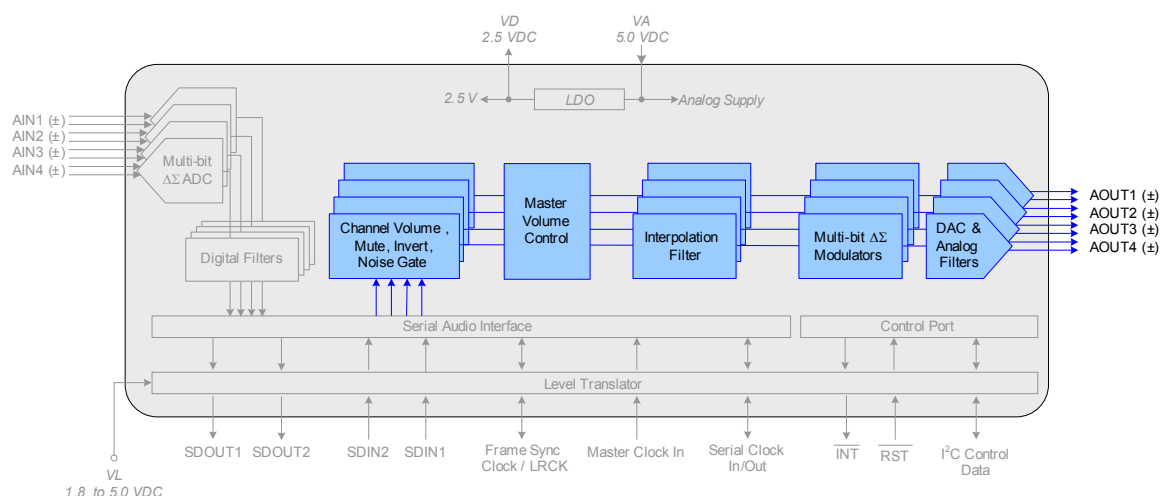 VD
2.5 VDC
VA
5.0 VDC
2.5 V
LDO
Analog Supply
AIN1 (±)
AIN2 (±)
AIN3 (±)
AIN4 (±)
Multi-bit
ΔΣ ADC
Digital Filters
Channel Volume ,
Mute, Invert,
Noise Gate
Master
Volume
Control
Interpolation
Filter
Multi-bit ΔΣ
Modulators
DAC &
Analog
Filters
AOUT1 (±)
AOUT2 (±)
AOUT3 (±)
AOUT4 (±)
Serial Audio Interface
Control Port
Level Translator
VL
1.8 to 5.0 VDC
SDOUT1
SDOUT2
SDIN2
SDIN1
Frame Sync
Clock / LRCK
Master Clock In
Serial Clock
In/Out
INT
RST
I²C Control
Data